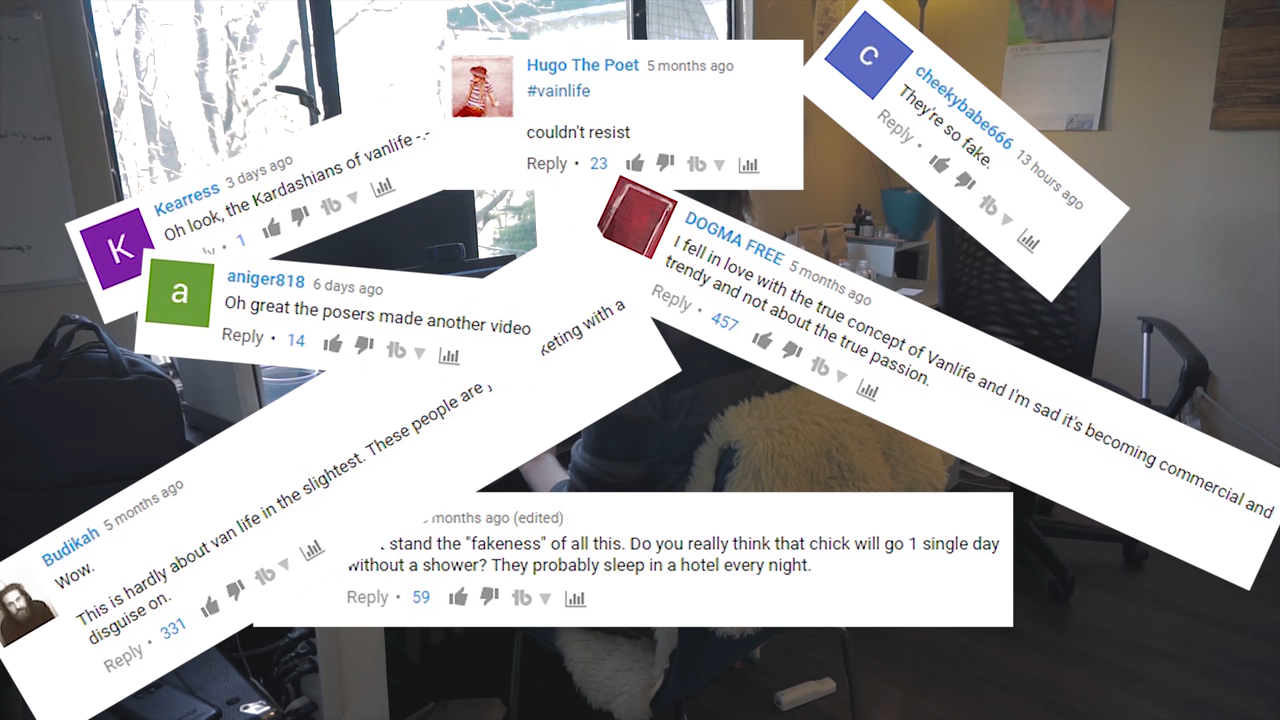 Hugo The Poet 5 months ago
#vainlife
couldn't resist
Reply • 23
cheekybabe666 13 hours ago
They're so fake.
Reply •
Kearress 3 days ago
Oh look, the Kardashians of vanlife - -
1
aniger818 6 days ago
Oh great the posers made another video
Reply • 14
DOGMA FREE 5 months ago
I fell in love with the true concept of Vanlife and I'm sad it's becoming commercial and
trendy and not about the true passion.
Reply • 457
Budikah 5 months ago
Wow.
This is hardly about van life in the slightest. These people are keting with a
disguise on.
Reply • 331
months ago (edited)
stand the "fakeness" of all this. Do you really think that chick will go 1 single day
without a shower? They probably sleep in a hotel every night.
Reply • 59